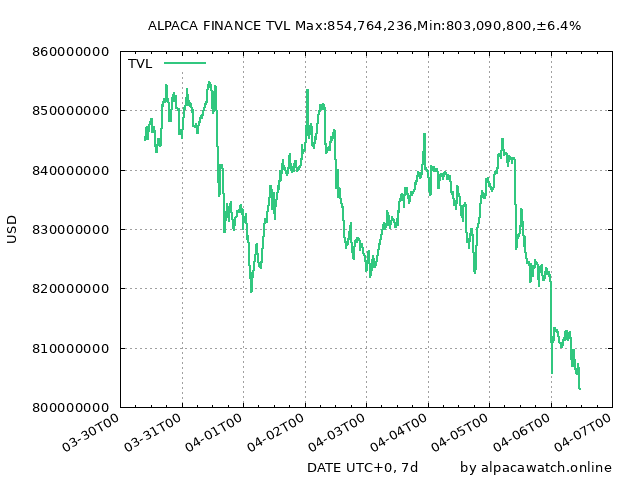 ALPACA FINANCE TVL Max:854,764,236,Min:803,090,800,±6.4%
TVL
860000000
850000000
840000000
830000000
820000000
810000000
800000000
USD
03-30T00
03-31T00
04-01T00
04-02T00
04-03T00
04-04T00
04-05T00
04-06T00
04-07T00
DATE UTC+0, 7d
by alpacawatch.online